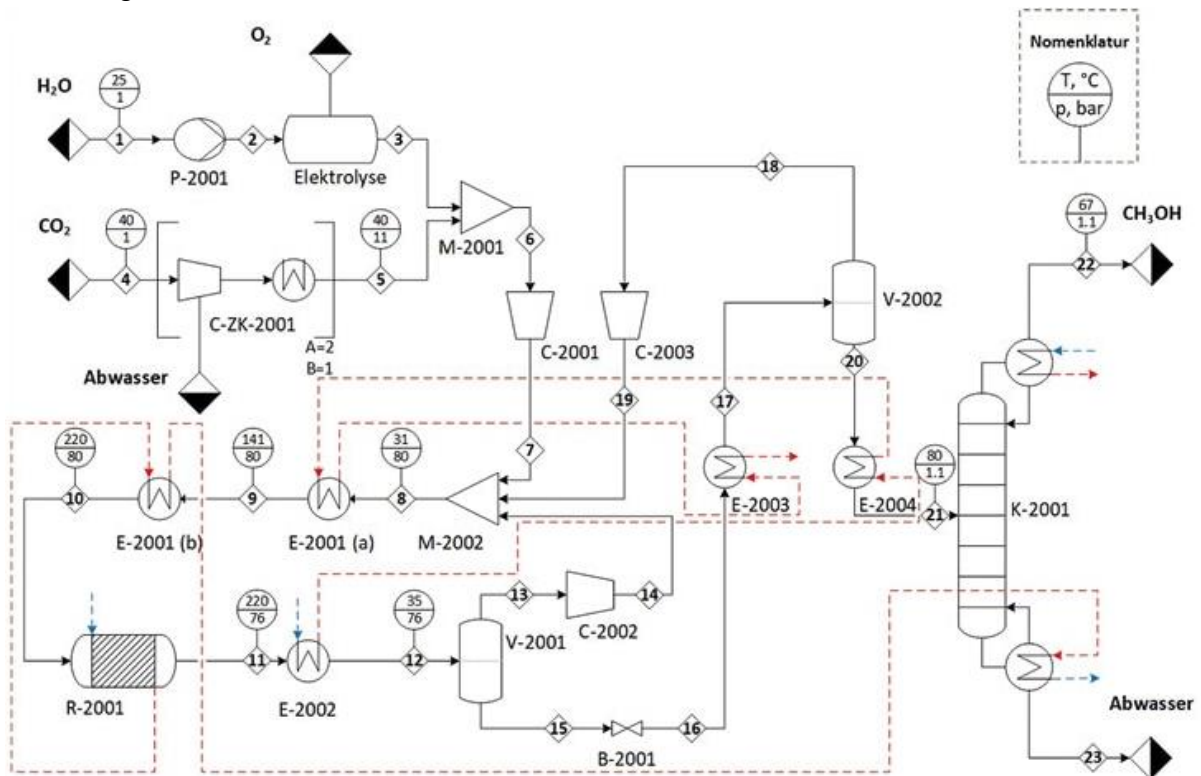 O₂
Nomenklatur
T, °C
p, bar
H₂O
25
1
1
P-2001
2
Elektrolyse
3
M-2001
6
CO₂
40
1
4
C-ZK-2001
40
11
5
A=2
B=1
Abwasser
C-2001
7
18
C-2003
19
V-2002
20
17
E-2003
E-2004
80
1.1
21
K-2001
67
1.1
CH₃OH
22
220
80
10
E-2001 (b)
141
80
9
E-2001 (a)
31
80
8
M-2002
R-2001
220
76
11
E-2002
35
76
12
13
V-2001
C-2002
14
15
B-2001
16
Abwasser
23